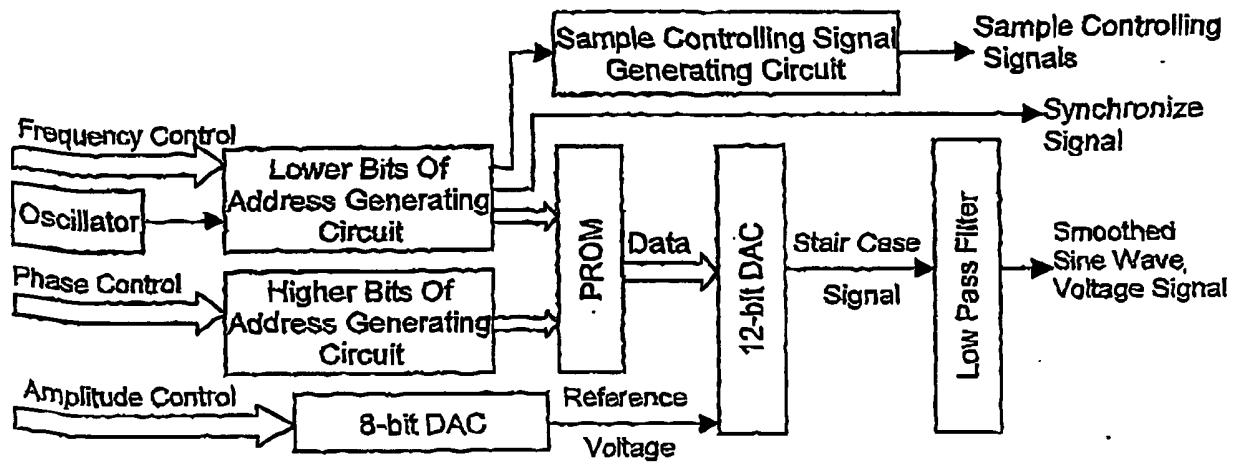 Sample Controlling Signal
Generating Circuit
Sample Controlling
Signals
Synchronize
Signal
Frequency Control
Lower Bits Of
Address Generating
Circuit
Oscillator
PROM
Data
12-bit DAC
Stair Case
Signal
Low Pass Filter
Smoothed
Sine Wave,
Voltage Signal
Phase Control
Higher Bits Of
Address Generating
Circuit
Amplitude Control
8-bit DAC
Reference
Voltage